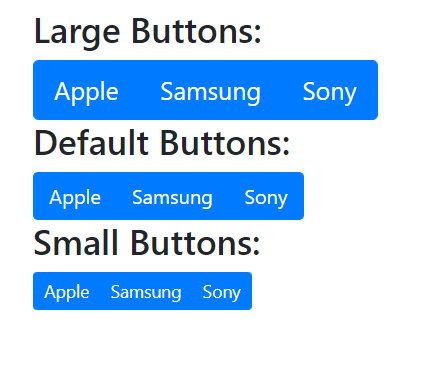 Large Buttons:
Apple Samsung Sony
Default Buttons:
Apple Samsung Sony
Small Buttons:
Apple Samsung Sony